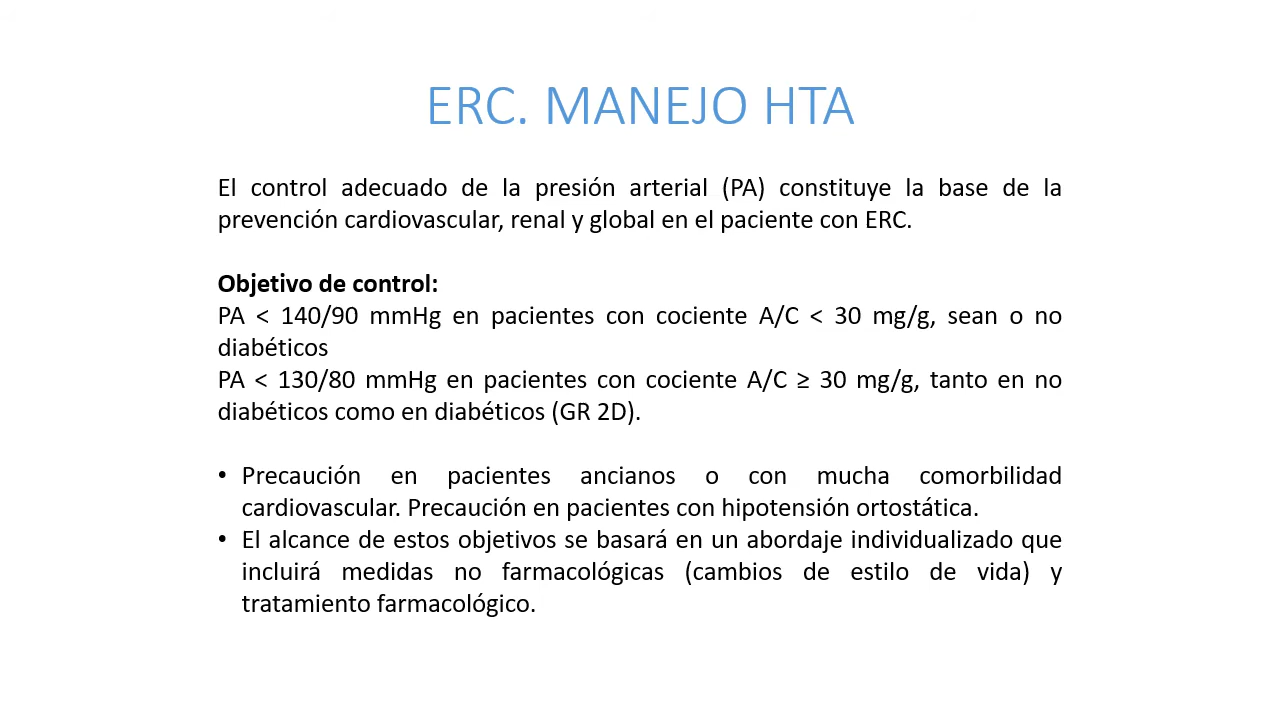 ERC. MANEJO HTA
El control adecuado de la presión arterial (PA) constituye la base de la
prevención cardiovascular, renal y global en el paciente con ERC.
Objetivo de control:
PA < 140/90 mmHg en pacientes con cociente A/C < 30 mg/g, sean o no
diabéticos
PA < 130/80 mmHg en pacientes con cociente A/C ≥ 30 mg/g, tanto en no
diabéticos como en diabéticos (GR 2D).
• Precaución en pacientes ancianos o con mucha comorbilidad
cardiovascular. Precaución en pacientes con hipotensión ortostática.
• El alcance de estos objetivos se basará en un abordaje individualizado que
incluirá medidas no farmacológicas (cambios de estilo de vida) y
tratamiento farmacológico.